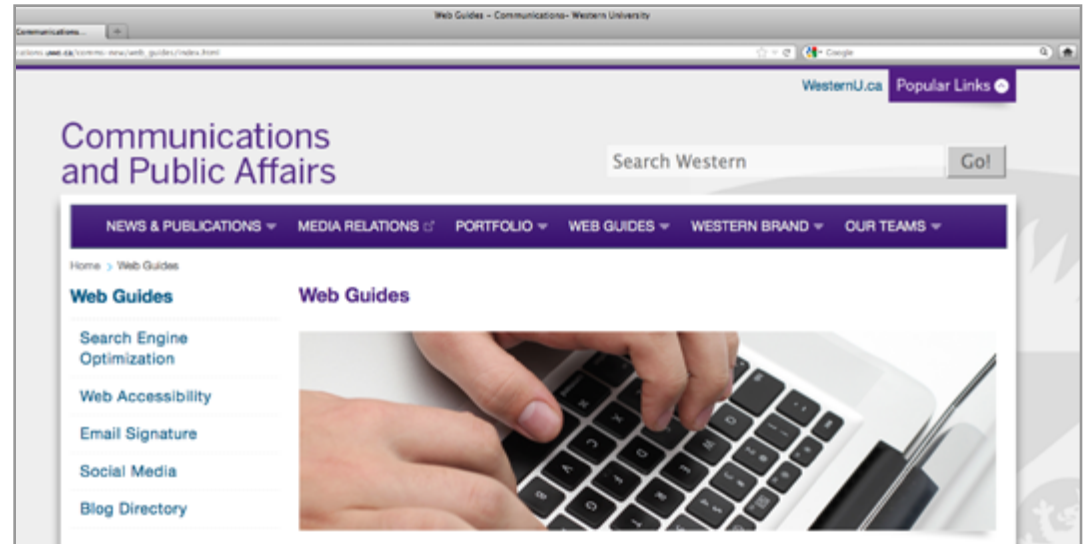 Web Guides – Communications- Western University
Communications...
Google
WesternU.ca
Popular Links
Communications
and Public Affairs
Search Western
Go!
NEWS & PUBLICATIONS
MEDIA RELATIONS
PORTFOLIO
WEB GUIDES
WESTERN BRAND
OUR TEAMS
Home > Web Guides
Web Guides
Web Guides
Search Engine
Optimization
Web Accessibility
Email Signature
Social Media
Blog Directory